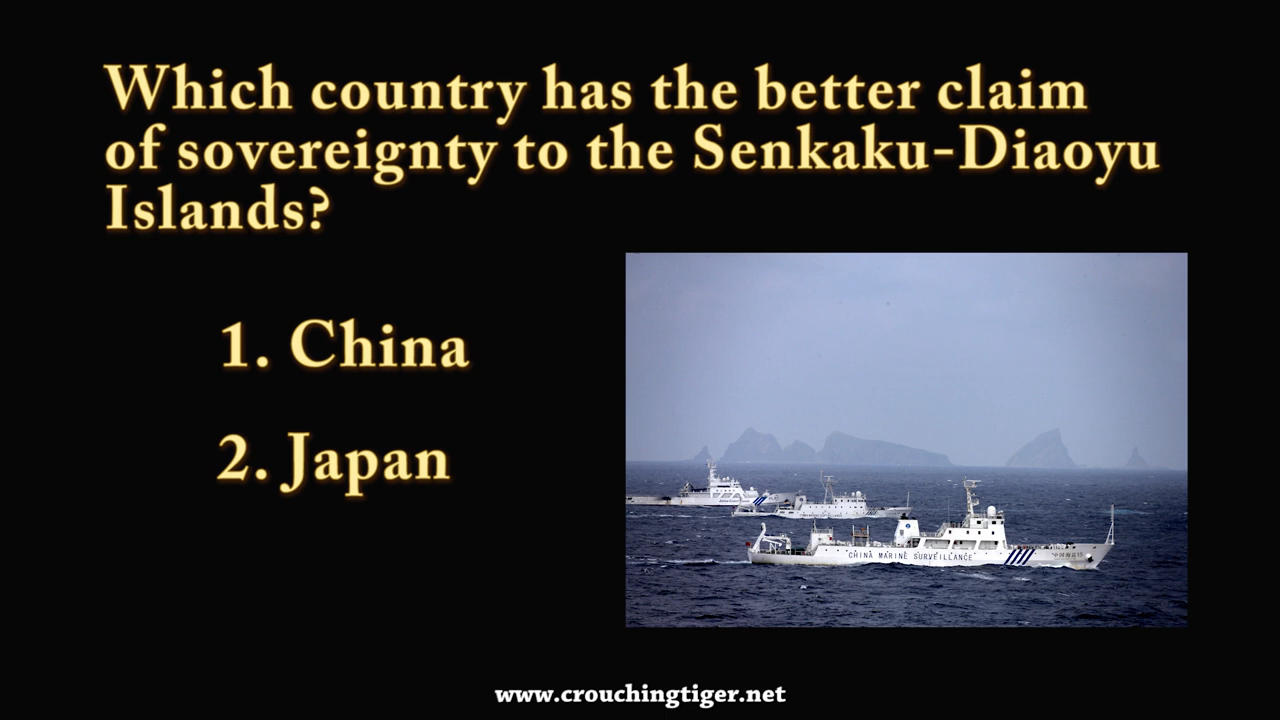 Which country has the better claim
of sovereignty to the Senkaku-Diaoyu
Islands?
1. China
2. Japan
CHINA MARINE SURVEILLANCE
www.crouchingtiger.net